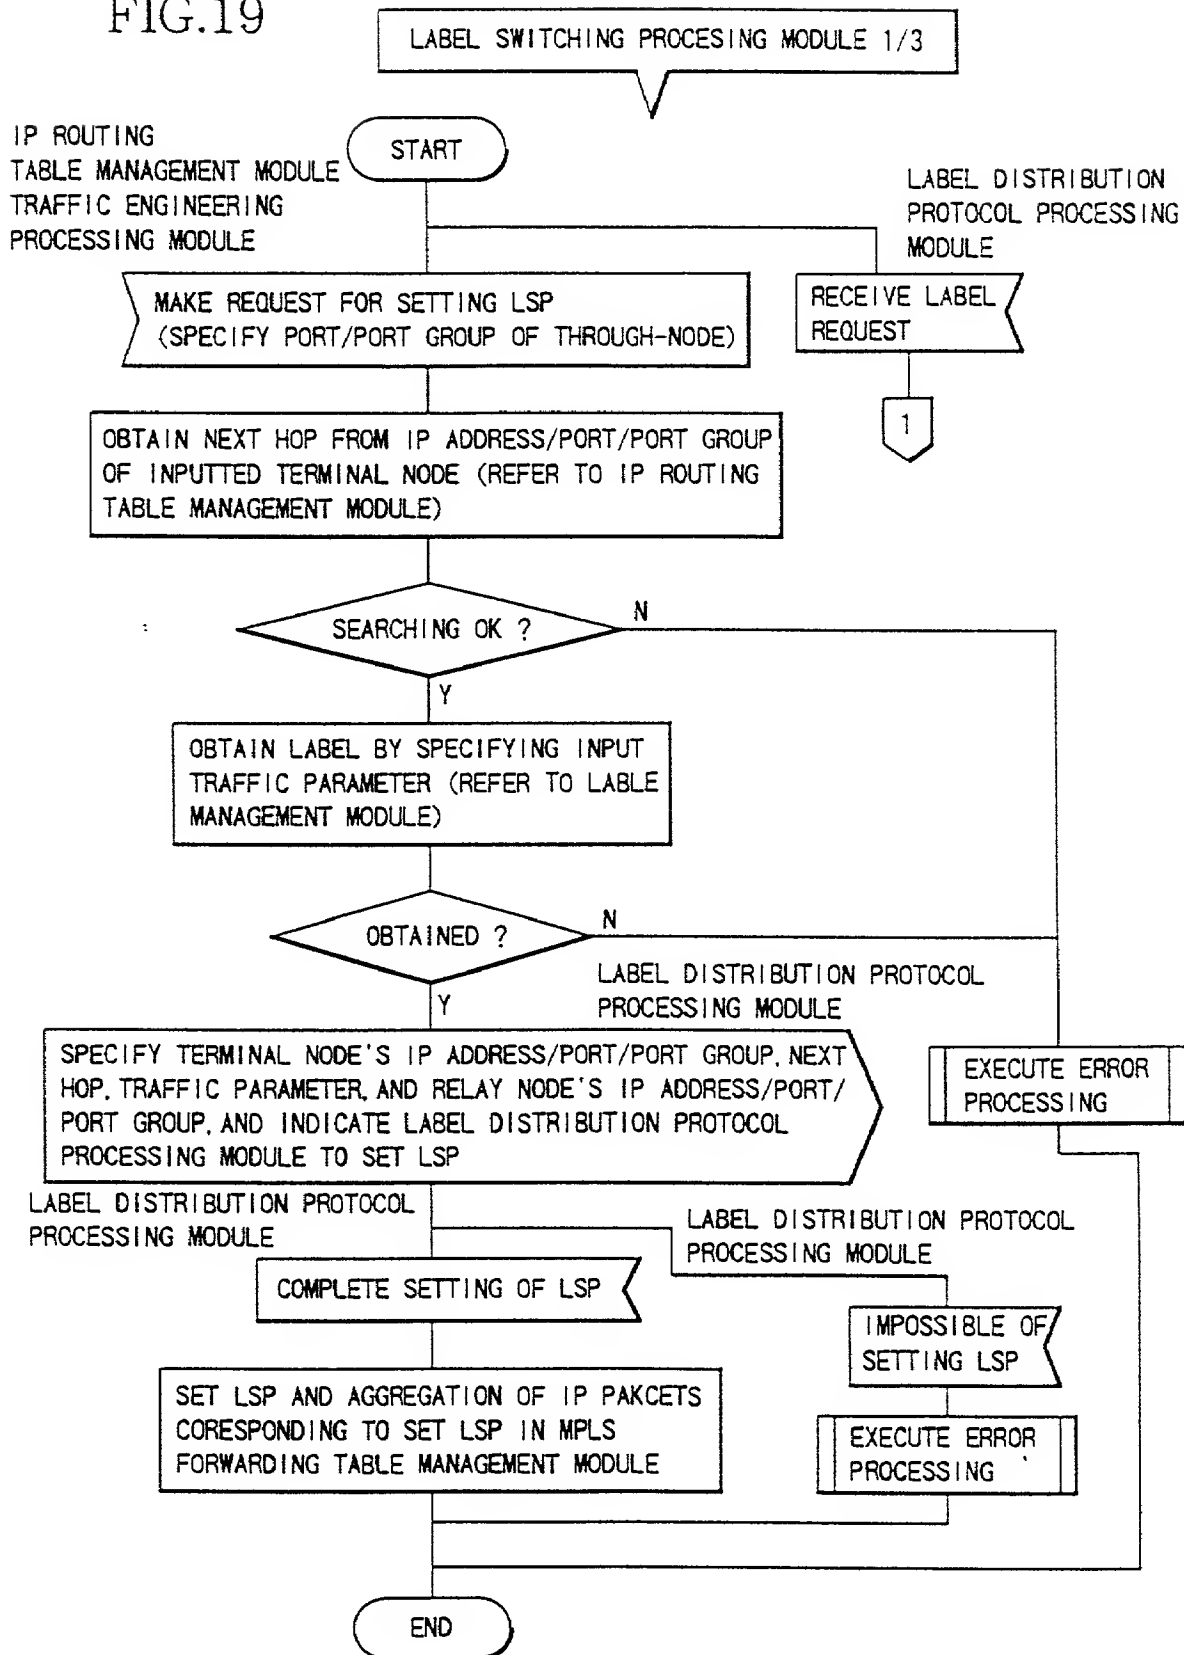 FIG.19
LABEL SWITCHING PROCESING MODULE 1/3
IP ROUTING
TABLE MANAGEMENT MODULE
TRAFFIC ENGINEERING
PROCESSING MODULE
START
LABEL DISTRIBUTION
PROTOCOL PROCESSING
MODULE
MAKE REQUEST FOR SETTING LSP
(SPECIFY PORT/PORT GROUP OF THROUGH-NODE)
RECEIVE LABEL
REQUEST
1
OBTAIN NEXT HOP FROM IP ADDRESS/PORT/PORT GROUP
OF INPUTTED TERMINAL NODE (REFER TO IP ROUTING
TABLE MANAGEMENT MODULE)
SEARCHING OK ?
N
Y
OBTAIN LABEL BY SPECIFYING INPUT
TRAFFIC PARAMETER (REFER TO LABLE
MANAGEMENT MODULE)
OBTAINED ?
N
Y
LABEL DISTRIBUTION PROTOCOL
PROCESSING MODULE
SPECIFY TERMINAL NODE'S IP ADDRESS/PORT/PORT GROUP, NEXT
HOP, TRAFFIC PARAMETER, AND RELAY NODE'S IP ADDRESS/PORT/
PORT GROUP, AND INDICATE LABEL DISTRIBUTION PROTOCOL
PROCESSING MODULE TO SET LSP
EXECUTE ERROR
PROCESSING
LABEL DISTRIBUTION PROTOCOL
PROCESSING MODULE
LABEL DISTRIBUTION PROTOCOL
PROCESSING MODULE
COMPLETE SETTING OF LSP
IMPOSSIBLE OF
SETTING LSP
SET LSP AND AGGREGATION OF IP PAKCETS
CORESPONDING TO SET LSP IN MPLS
FORWARDING TABLE MANAGEMENT MODULE
EXECUTE ERROR
PROCESSING
END